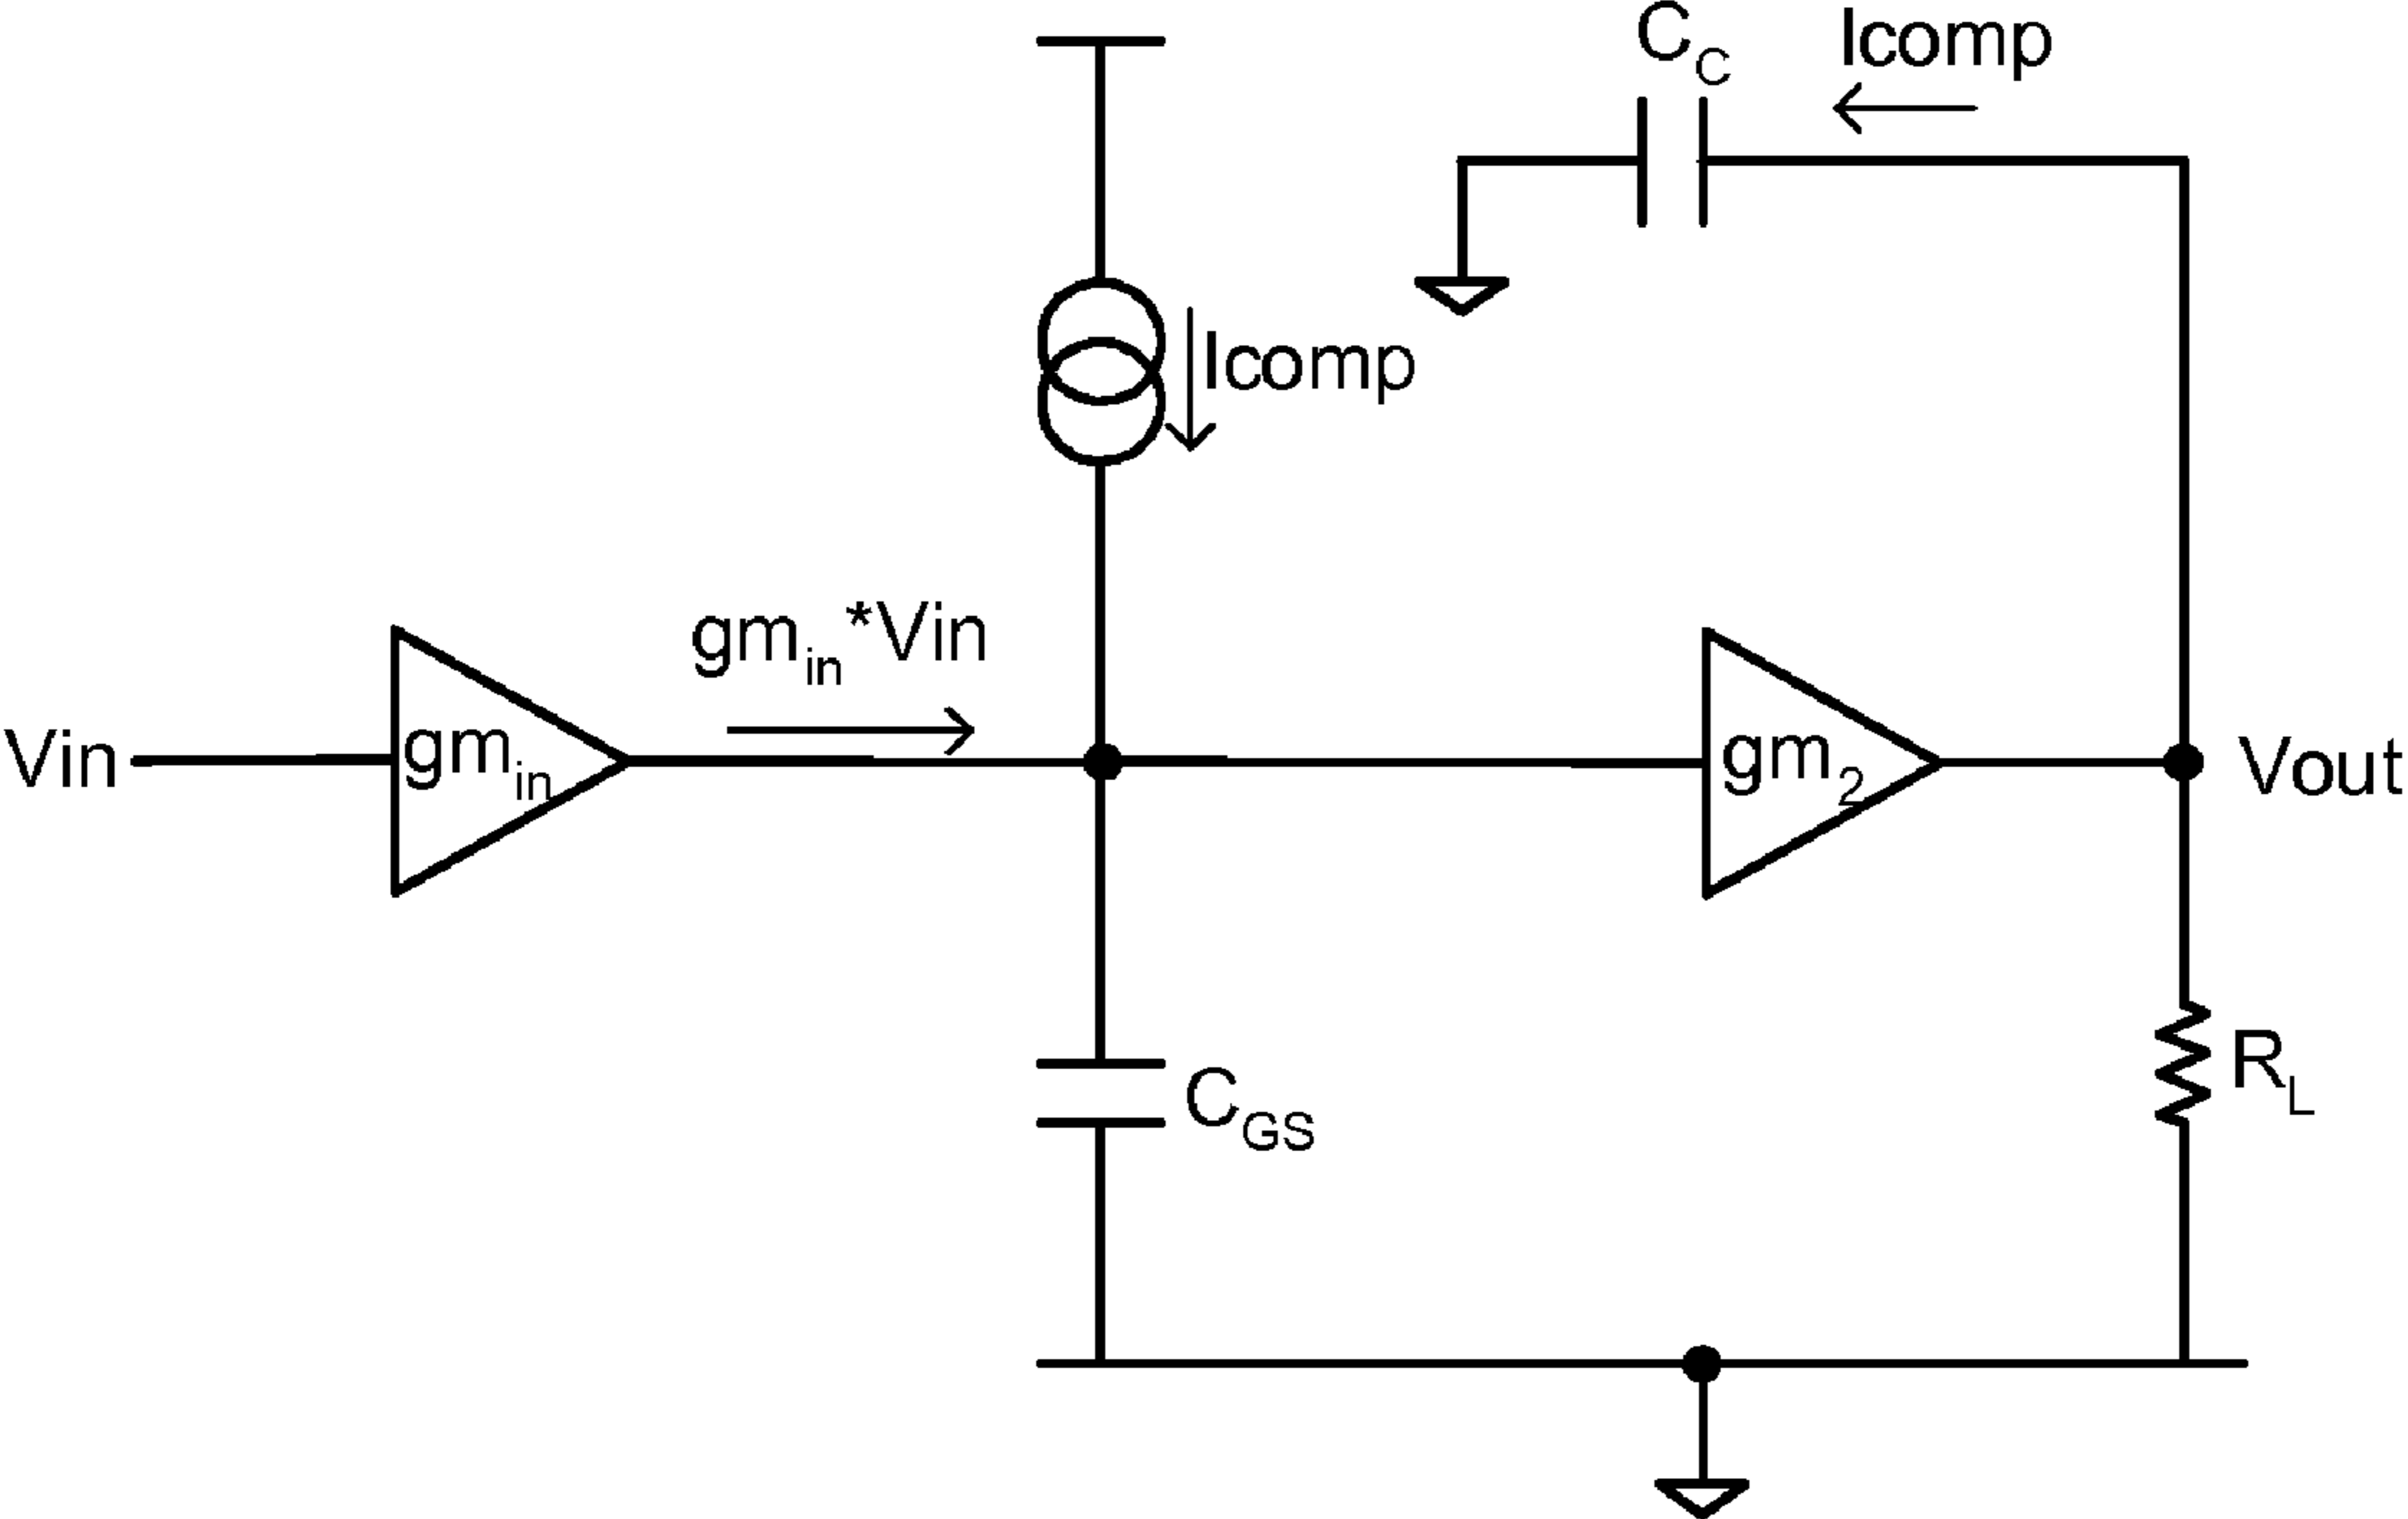 C_C
Icomp
Icomp
gm_in*Vin
Vin
gm_in
gm_2
Vout
C_GS
R_L